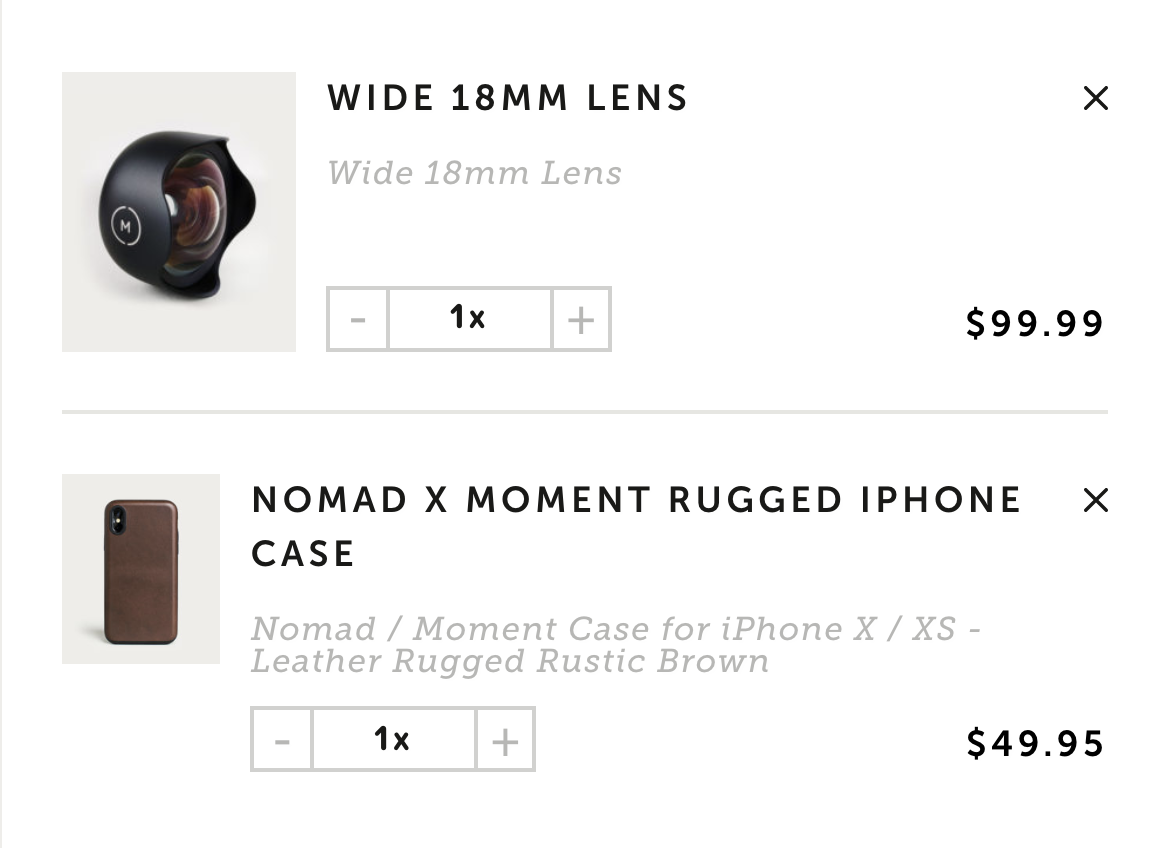 WIDE 18MM LENS
Wide 18mm Lens
M
- 1x +
$99.99
NOMAD X MOMENT RUGGED IPHONE
CASE
Nomad / Moment Case for iPhone X / XS -
Leather Rugged Rustic Brown
- 1x +
$49.95